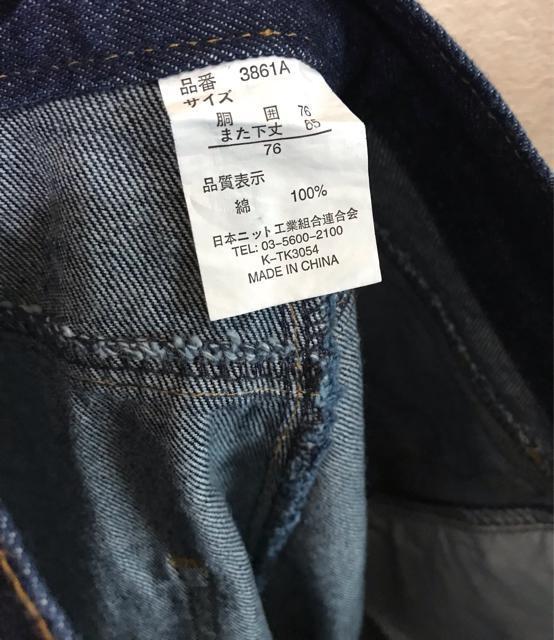 品番 3861A
サイズ
胴 囲 76
また下丈 85
76
品質表示
綿 100%
日本ニット工業組合連合会
TEL: 03-5600-2100
K-TK3054
MADE IN CHINA